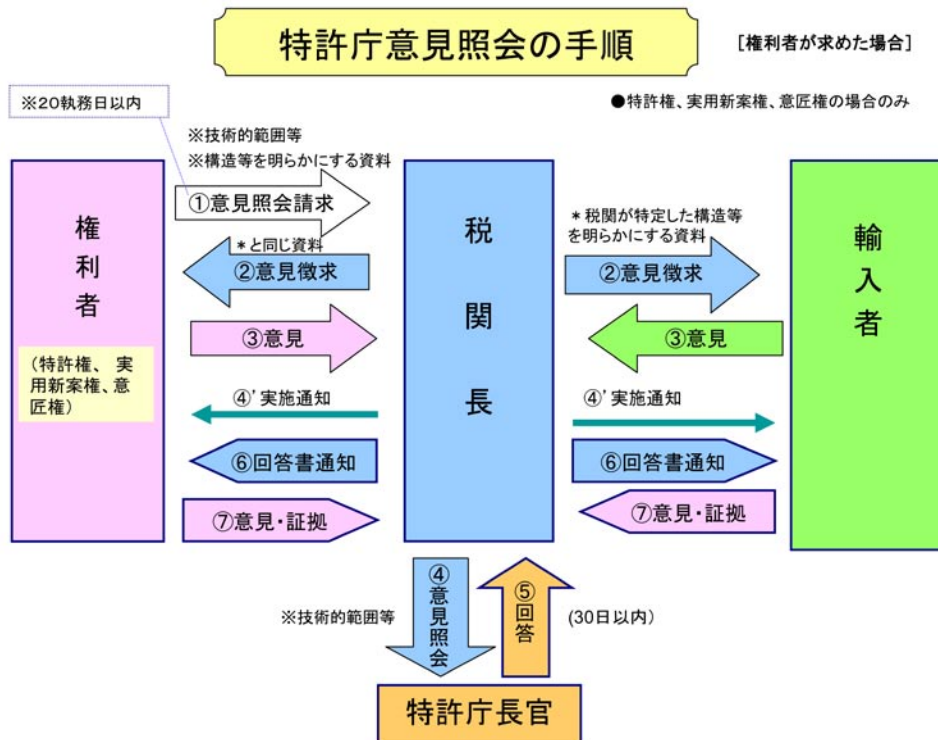 特許庁意見照会の手順
[権利者が求めた場合]
※20執務日以内
●特許権、実用新案権、意匠権の場合のみ
※技術的範囲等
※構造等を明らかにする資料
①意見照会請求
＊と同じ資料
②意見徴求
③意見
④'実施通知
⑥回答書通知
⑦意見・証拠
権利者
（特許権、 実
用新案権、意
匠権）
税関長
＊税関が特定した構造等
を明らかにする資料
②意見徴求
③意見
④'実施通知
⑥回答書通知
⑦意見・証拠
輸入者
※技術的範囲等
④意見照会
⑤回答
(30日以内）
特許庁長官